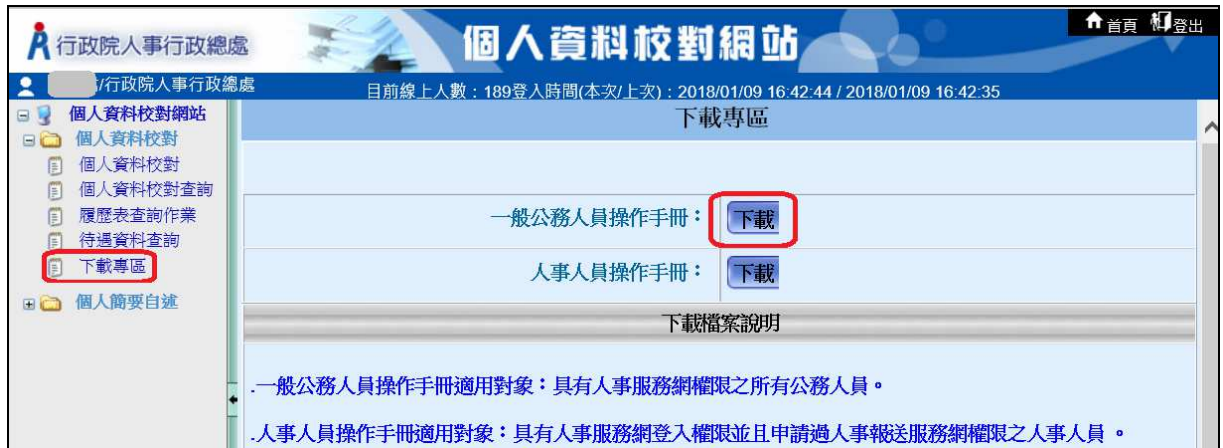 行政院人事行政總處
個人資料校對網站
首頁 登出
/行政院人事行政總處
目前線上人數：189登入時間(本次/上次)：2018/01/09 16:42:44 / 2018/01/09 16:42:35
個人資料校對網站
個人資料校對
個人資料校對
個人資料校對查詢
履歷表查詢作業
待遇資料查詢
下載專區
個人簡要自述
下載專區
一般公務人員操作手冊： 下載
人事人員操作手冊： 下載
下載檔案說明
.一般公務人員操作手冊適用對象：具有人事服務網權限之所有公務人員。
.人事人員操作手冊適用對象：具有人事服務網登入權限並且申請過人事報送服務網權限之人事人員 。